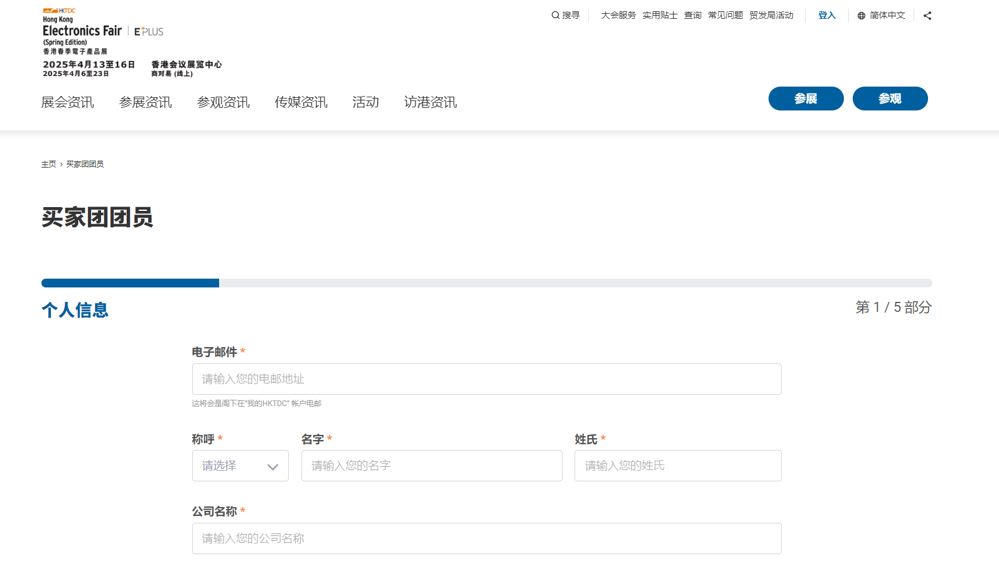 HKTDC
Hong Kong
Electronics Fair | E+PLUS
(Spring Edition)
香港春季電子產品展
2025年4月13至16日 香港会议展览中心
2025年4月6至23日 商对易 (线上)
搜寻 大会服务 实用贴士 查询 常见问题 贸发局活动 登入 简体中文
展会资讯 参展资讯 参观资讯 传媒资讯 活动 访港资讯 参展 参观
主页 › 买家团团员
买家团团员
个人信息 第 1 / 5 部分
电子邮件 *
请输入您的电邮地址
这将会是阁下在“我的HKTDC” 帐户电邮
称呼 * 名字 * 姓氏 *
请选择 请输入您的名字 请输入您的姓氏
公司名称 *
请输入您的公司名称